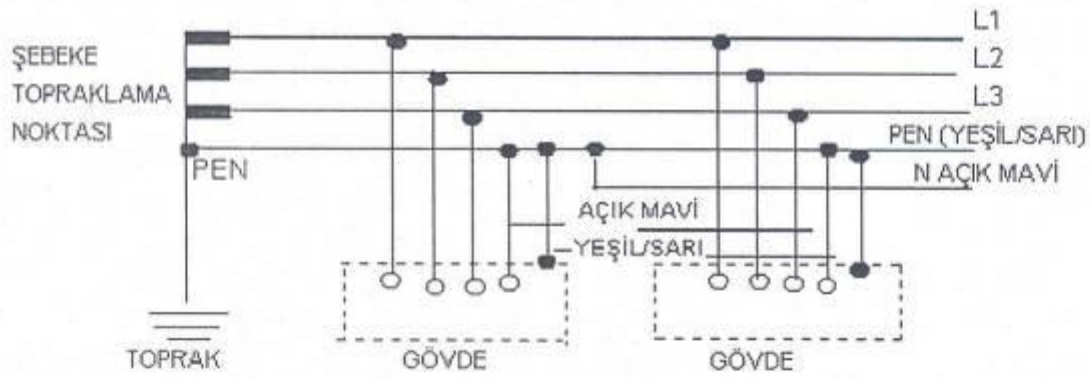 L1
ŞEBEKE
L2
TOPRAKLAMA
L3
NOKTASI
PEN (YEŞİL/SARI)
PEN
N AÇIK MAVİ
AÇIK MAVİ
YEŞİL/SARI
TOPRAK
GÖVDE
GÖVDE